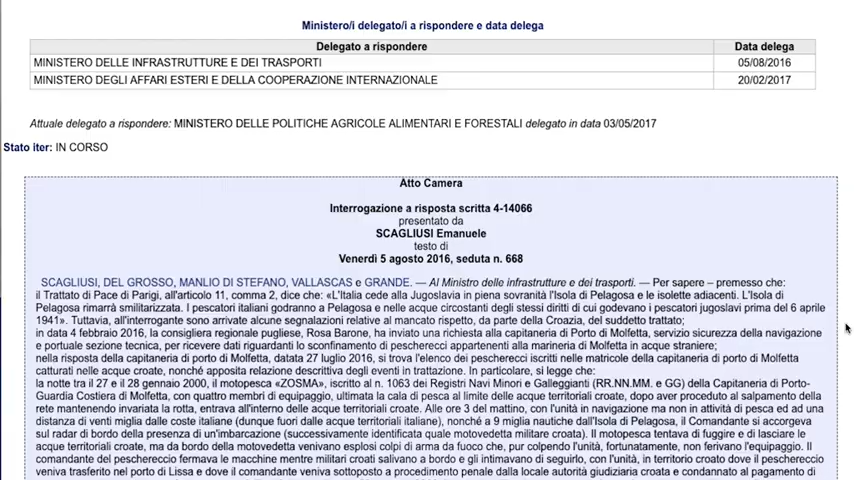 Ministero/i delegato/i a rispondere e data delega
Delegato a rispondere Data delega
MINISTERO DELLE INFRASTRUTTURE E DEI TRASPORTI 05/08/2016
MINISTERO DEGLI AFFARI ESTERI E DELLA COOPERAZIONE INTERNAZIONALE 20/02/2017
Attuale delegato a rispondere: MINISTERO DELLE POLITICHE AGRICOLE ALIMENTARI E FORESTALI delegato in data 03/05/2017
Stato iter: IN CORSO
Atto Camera
Interrogazione a risposta scritta 4-14066
presentato da
SCAGLIUSI Emanuele
testo di
Venerdì 5 agosto 2016, seduta n. 668
SCAGLIUSI, DEL GROSSO, MANLIO DI STEFANO, VALLASCAS e GRANDE. — Al Ministro delle infrastrutture e dei trasporti. — Per sapere – premesso che:
il Trattato di Pace di Parigi, all'articolo 11, comma 2, dice che: «L'Italia cede alla Jugoslavia in piena sovranità l'Isola di Pelagosa e le isolette adiacenti. L'Isola di
Pelagosa rimarrà smilitarizzata. I pescatori italiani godranno a Pelagosa e nelle acque circostanti degli stessi diritti di cui godevano i pescatori jugoslavi prima del 6 aprile
1941». Tuttavia, all'interrogante sono arrivate alcune segnalazioni relative al mancato rispetto, da parte della Croazia, del suddetto trattato;
in data 4 febbraio 2016, la consigliera regionale pugliese, Rosa Barone, ha inviato una richiesta alla capitaneria di Porto di Molfetta, servizio sicurezza della navigazione
e portuale sezione tecnica, per ricevere dati riguardanti lo sconfinamento di pescherecci appartenenti alla marineria di Molfetta in acque straniere;
nella risposta della capitaneria di porto di Molfetta, datata 27 luglio 2016, si trova l'elenco dei pescherecci iscritti nelle matricole della capitaneria di porto di Molfetta
catturati nelle acque croate, nonché apposita relazione descrittiva degli eventi in trattazione. In particolare, si legge che:
la notte tra il 27 e il 28 gennaio 2000, il motopesca «ZOSMA», iscritto al n. 1063 dei Registri Navi Minori e Galleggianti (RR.NN.MM. e GG) della Capitaneria di Porto-
Guardia Costiera di Molfetta, con quattro membri di equipaggio, ultimata la cala di pesca al limite delle acque territoriali croate, dopo aver proceduto al salpamento della
rete mantenendo invariata la rotta, entrava all'interno delle acque territoriali croate. Alle ore 3 del mattino, con l'unità in navigazione ma non in attività di pesca ed ad una
distanza di venti miglia dalle coste italiane (dunque fuori dalle acque territoriali italiane), nonché a 9 miglia nautiche dall'Isola di Pelagosa, il Comandante si accorgeva
sul radar di bordo della presenza di un'imbarcazione (successivamente identificata quale motovedetta militare croata). Il motopesca tentava di fuggire e di lasciare le
acque territoriali croate, ma da bordo della motovedetta venivano esplosi colpi di arma da fuoco che, pur colpendo l'unità, fortunatamente, non ferivano l'equipaggio. Il
comandante del peschereccio fermava le macchine mentre militari croati salivano a bordo e gli intimavano di seguirlo, con l'unità, in territorio croato dove il peschereccio
veniva trasferito nel porto di Lissa e dove il comandante veniva sottoposto a procedimento penale dalla locale autorità giudiziaria croata e condannato al pagamento di